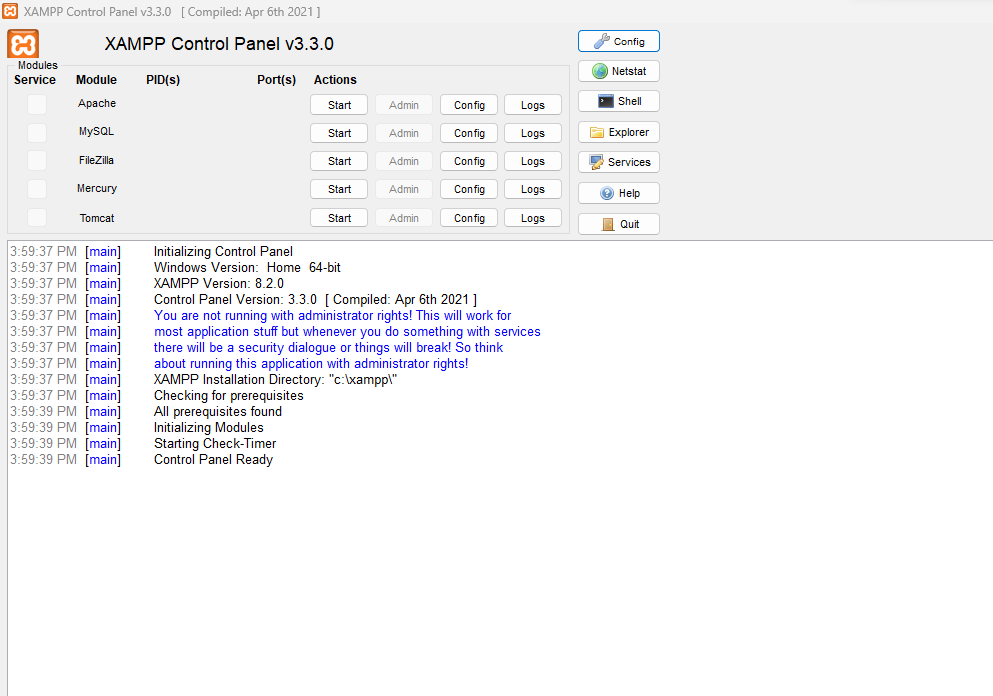 XAMPP Control Panel v3.3.0 [ Compiled: Apr 6th 2021 ]
XAMPP Control Panel v3.3.0
Modules
Service Module PID(s) Port(s) Actions
Apache Start Admin Config Logs
MySQL Start Admin Config Logs
FileZilla Start Admin Config Logs
Mercury Start Admin Config Logs
Tomcat Start Admin Config Logs
Config
Netstat
Shell
Explorer
Services
Help
Quit
3:59:37 PM [main] Initializing Control Panel
3:59:37 PM [main] Windows Version: Home 64-bit
3:59:37 PM [main] XAMPP Version: 8.2.0
3:59:37 PM [main] Control Panel Version: 3.3.0 [ Compiled: Apr 6th 2021 ]
3:59:37 PM [main] You are not running with administrator rights! This will work for
3:59:37 PM [main] most application stuff but whenever you do something with services
3:59:37 PM [main] there will be a security dialogue or things will break! So think
3:59:37 PM [main] about running this application with administrator rights!
3:59:37 PM [main] XAMPP Installation Directory: "c:\xampp\"
3:59:37 PM [main] Checking for prerequisites
3:59:39 PM [main] All prerequisites found
3:59:39 PM [main] Initializing Modules
3:59:39 PM [main] Starting Check-Timer
3:59:39 PM [main] Control Panel Ready